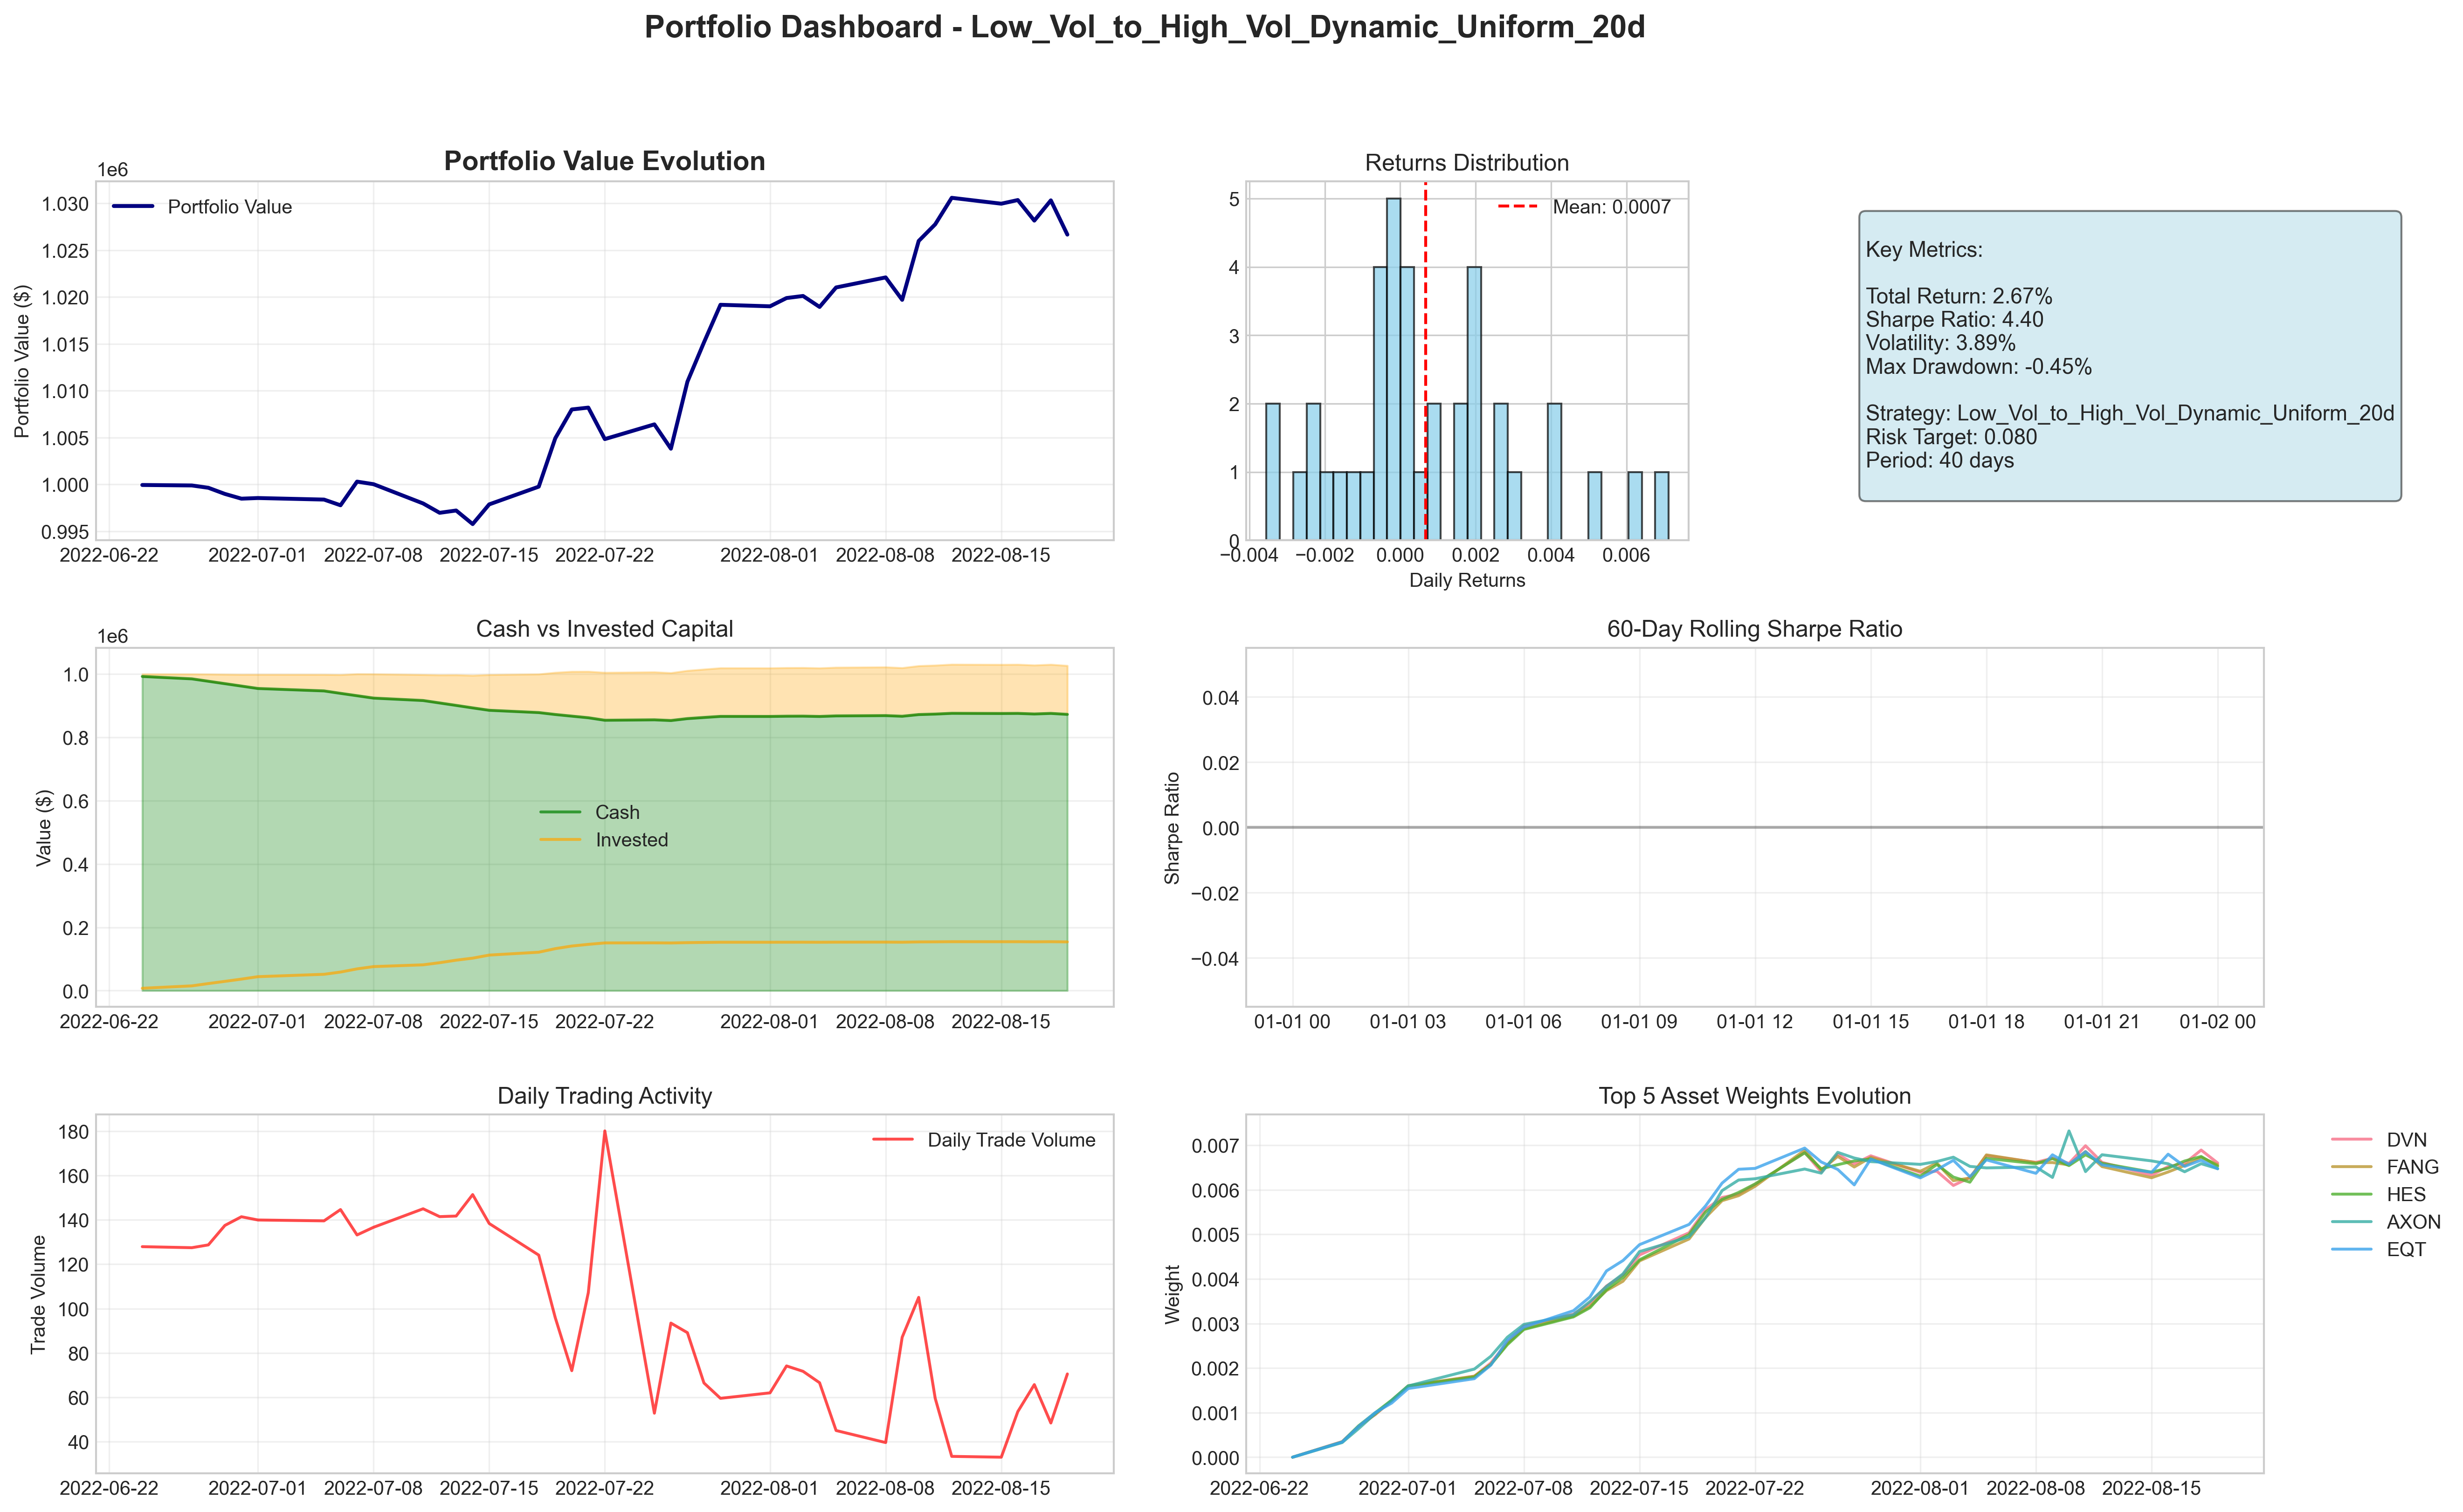 Portfolio Dashboard - Low_Vol_to_High_Vol_Dynamic_Uniform_20d
Portfolio Value Evolution
1e6
Portfolio Value ($)
1.030
1.025
1.020
1.015
1.010
1.005
1.000
0.995
Portfolio Value
2022-06-22 2022-07-01 2022-07-08 2022-07-15 2022-07-22 2022-08-01 2022-08-08 2022-08-15
Returns Distribution
5
4
3
2
1
0
Mean: 0.0007
−0.004 −0.002 0.000 0.002 0.004 0.006
Daily Returns
Key Metrics:
Total Return: 2.67%
Sharpe Ratio: 4.40
Volatility: 3.89%
Max Drawdown: -0.45%
Strategy: Low_Vol_to_High_Vol_Dynamic_Uniform_20d
Risk Target: 0.080
Period: 40 days
Cash vs Invested Capital
1e6
Value ($)
1.0
0.8
0.6
0.4
0.2
0.0
Cash
Invested
2022-06-22 2022-07-01 2022-07-08 2022-07-15 2022-07-22 2022-08-01 2022-08-08 2022-08-15
60-Day Rolling Sharpe Ratio
Sharpe Ratio
0.04
0.02
0.00
−0.02
−0.04
01-01 00 01-01 03 01-01 06 01-01 09 01-01 12 01-01 15 01-01 18 01-01 21 01-02 00
Daily Trading Activity
Trade Volume
180
160
140
120
100
80
60
40
Daily Trade Volume
2022-06-22 2022-07-01 2022-07-08 2022-07-15 2022-07-22 2022-08-01 2022-08-08 2022-08-15
Top 5 Asset Weights Evolution
Weight
0.007
0.006
0.005
0.004
0.003
0.002
0.001
0.000
2022-06-22 2022-07-01 2022-07-08 2022-07-15 2022-07-22 2022-08-01 2022-08-08 2022-08-15
DVN
FANG
HES
AXON
EQT